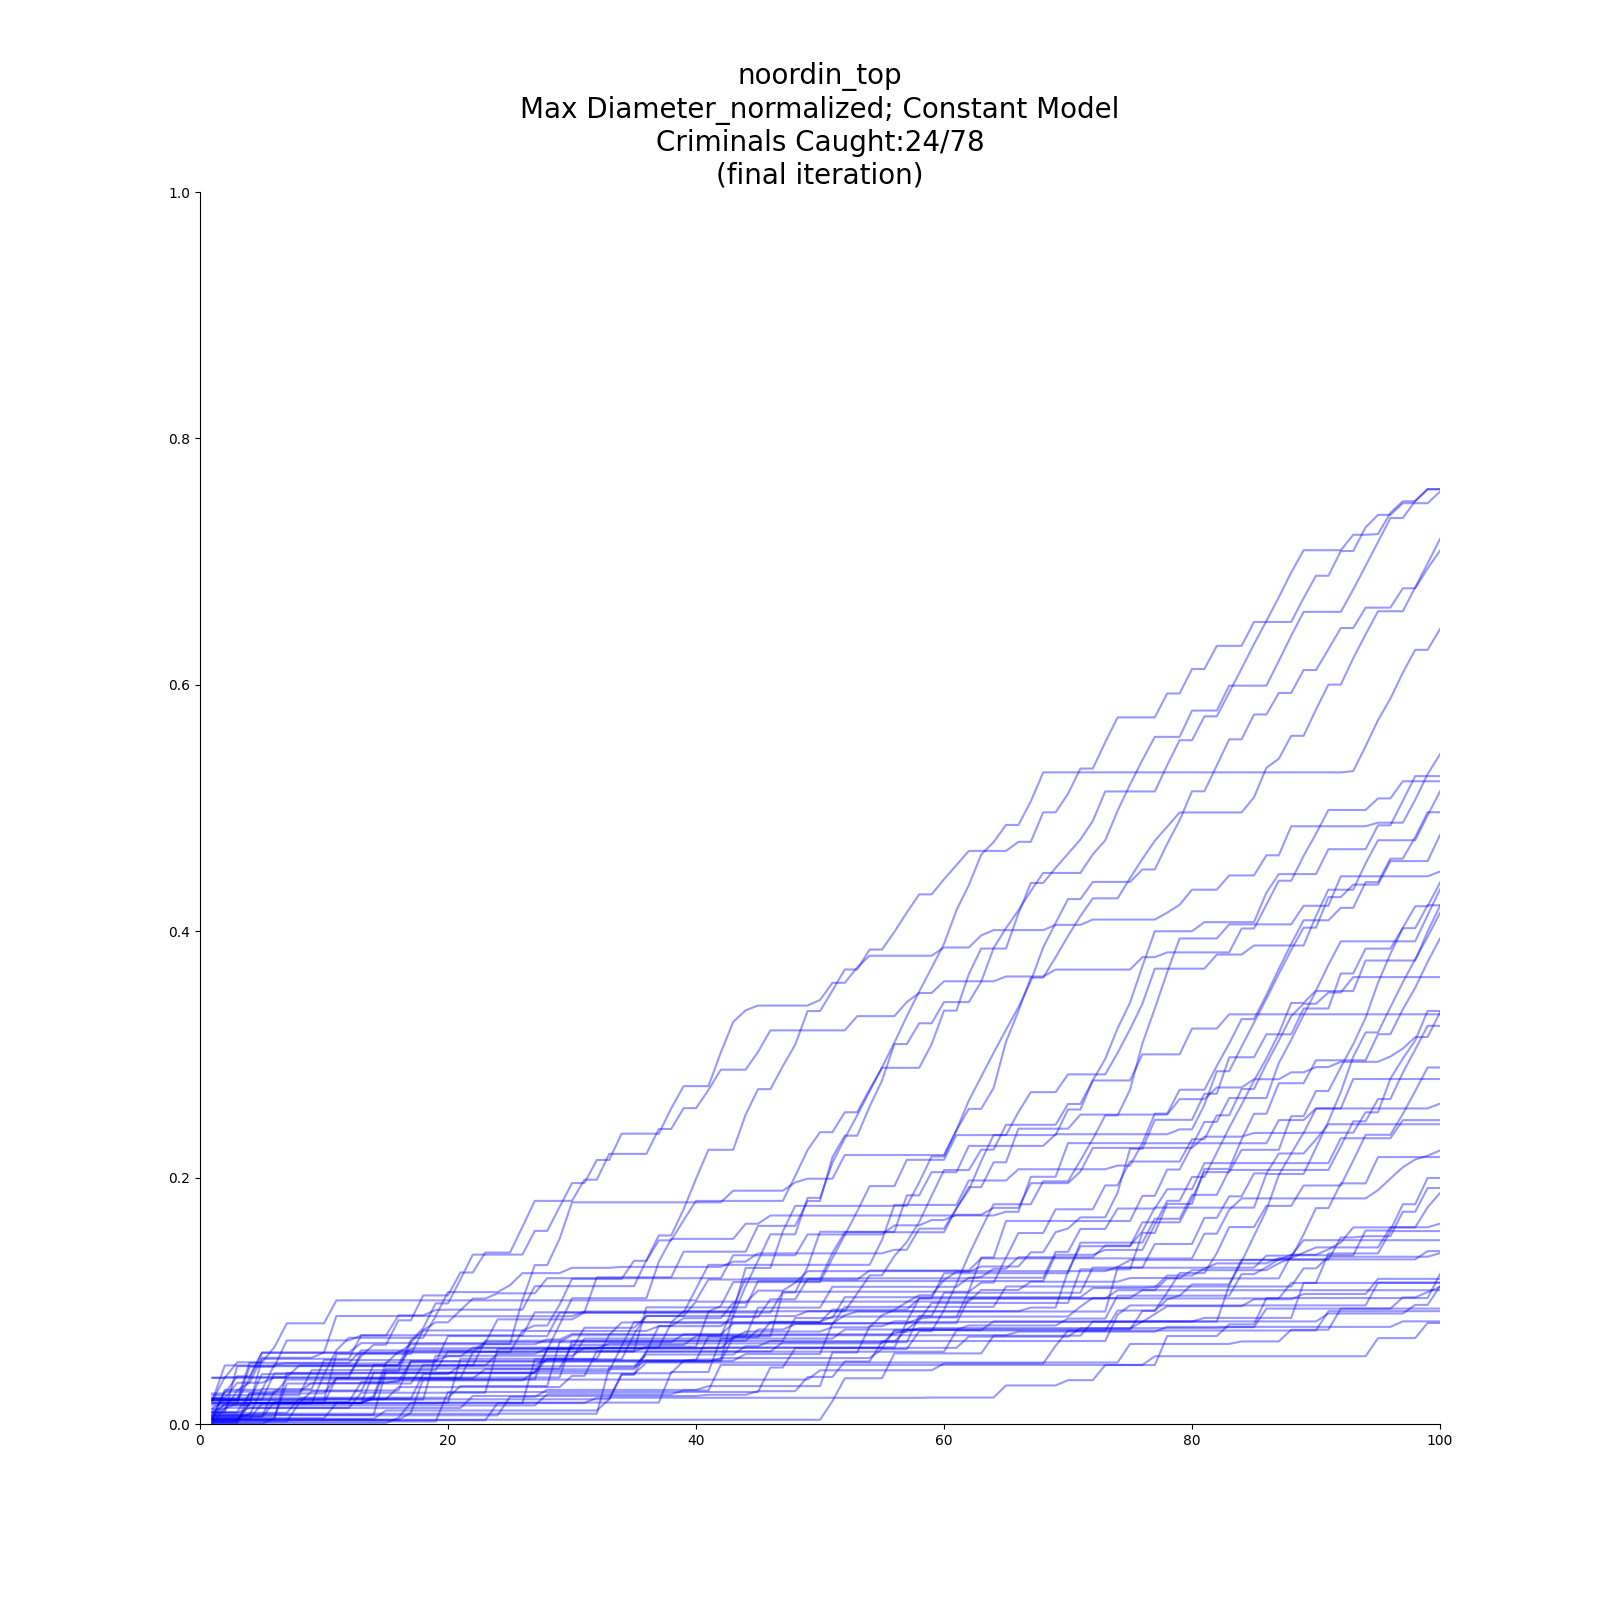 noordin_top
Max Diameter_normalized; Constant Model
Criminals Caught:24/78
(final iteration)
1.0
0.8
0.6
0.4
0.2
0.0
0 20 40 60 80 100